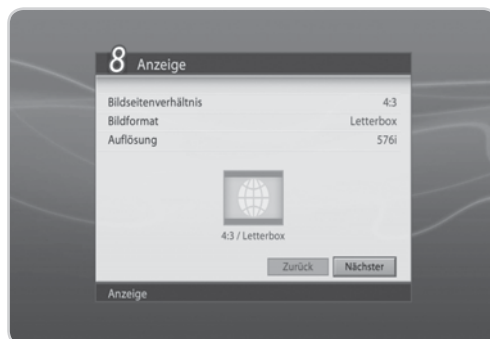 8 Anzeige
Bildseitenverhältnis 4:3
Bildformat Letterbox
Auflösung 576i
4:3 / Letterbox
Zurück Nächster
Anzeige